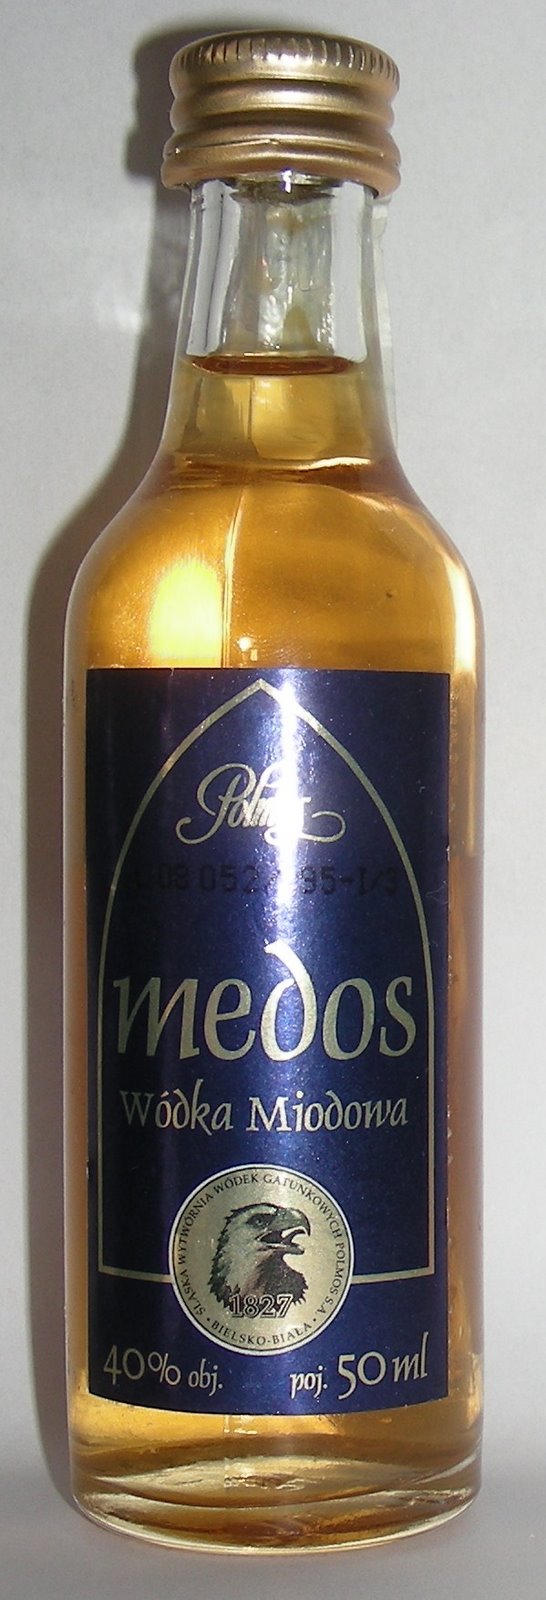 Polmos
medos
Wódka Miodowa
ŚLĄSKA WYTWÓRNIA WÓDEK GATUNKOWYCH POLMOS S.A.
1827
• BIELSKO-BIAŁA •
40% obj. poj. 50 ml